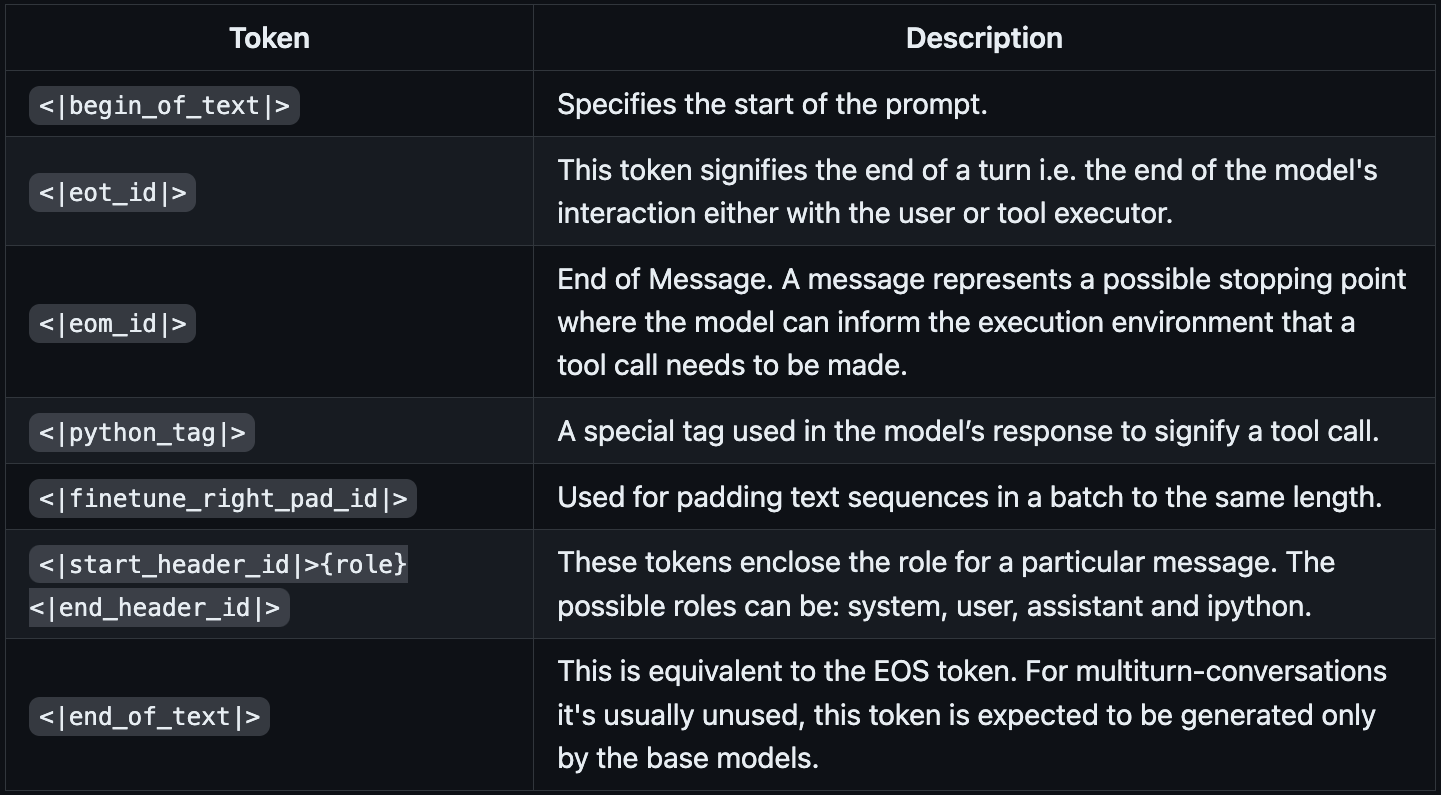 Token Description
<|begin_of_text|> Specifies the start of the prompt.
This token signifies the end of a turn i.e. the end of the model's
<|eot_id|>
interaction either with the user or tool executor.
End of Message. A message represents a possible stopping point
<|eom_id|> where the model can inform the execution environment that a
tool call needs to be made.
<|python_tag|> A special tag used in the model’s response to signify a tool call.
<|finetune_right_pad_id|> Used for padding text sequences in a batch to the same length.
<|start_header_id|>{role} These tokens enclose the role for a particular message. The
<|end_header_id|> possible roles can be: system, user, assistant and ipython.
This is equivalent to the EOS token. For multiturn-conversations
<|end_of_text|> it's usually unused, this token is expected to be generated only
by the base models.